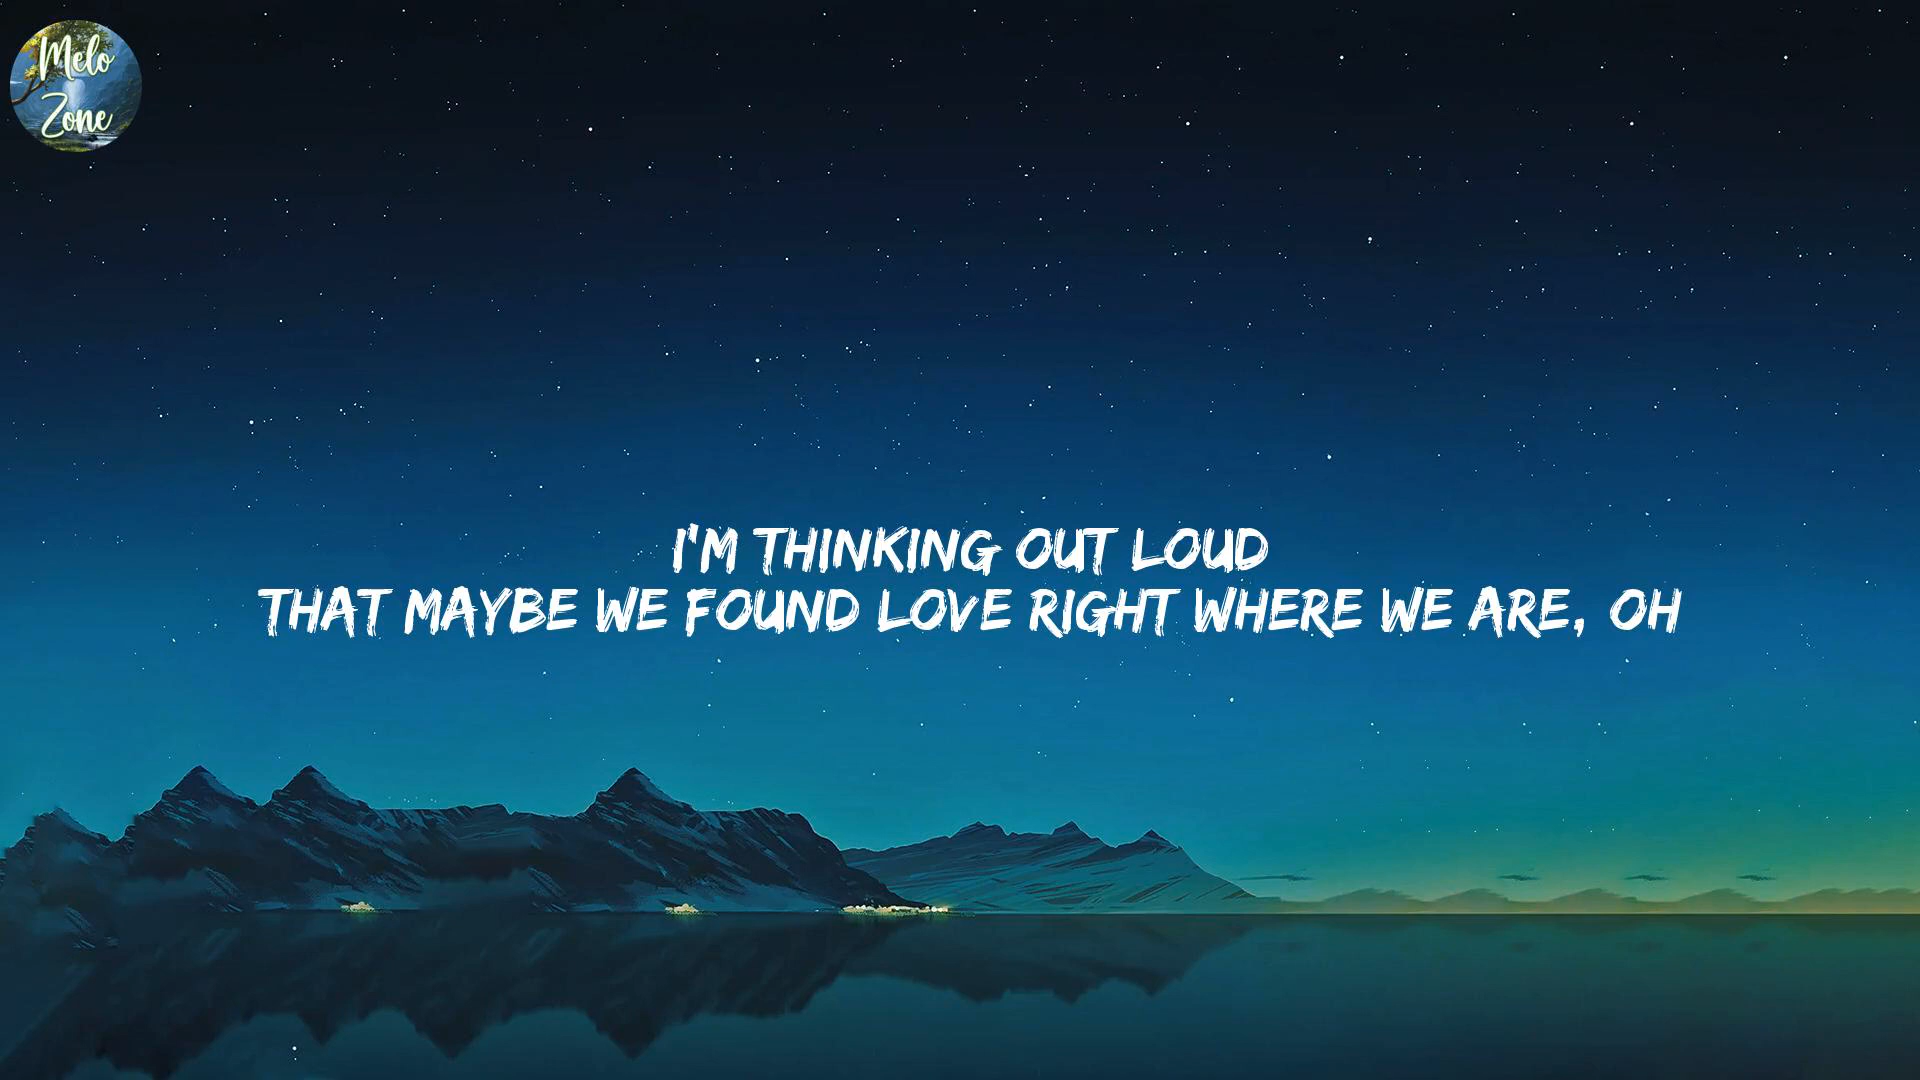 Melo
Zone
I'M THINKING OUT LOUD
THAT MAYBE WE FOUND LOVE RIGHT WHERE WE ARE, OH